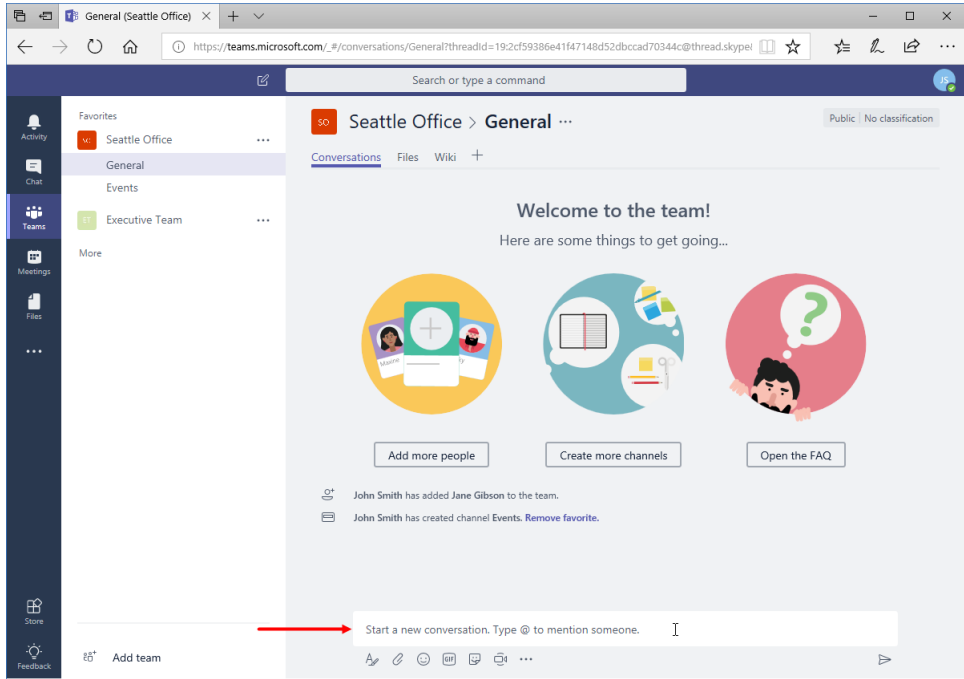 General (Seattle Office)
https://teams.microsoft.com/_#/conversations/General?threadId=19:2cf59386e41f47148d52dbccad70344c@thread.skype
Search or type a command
JS
Activity
Chat
Teams
Meetings
Files
Store
Feedback
Favorites
Seattle Office
General
Events
ET Executive Team
More
Add team
SO Seattle Office > General
Public No classification
Conversations Files Wiki
Welcome to the team!
Here are some things to get going...
Maxine
Add more people Create more channels Open the FAQ
John Smith has added Jane Gibson to the team.
John Smith has created channel Events. Remove favorite.
Start a new conversation. Type @ to mention someone.
GIF